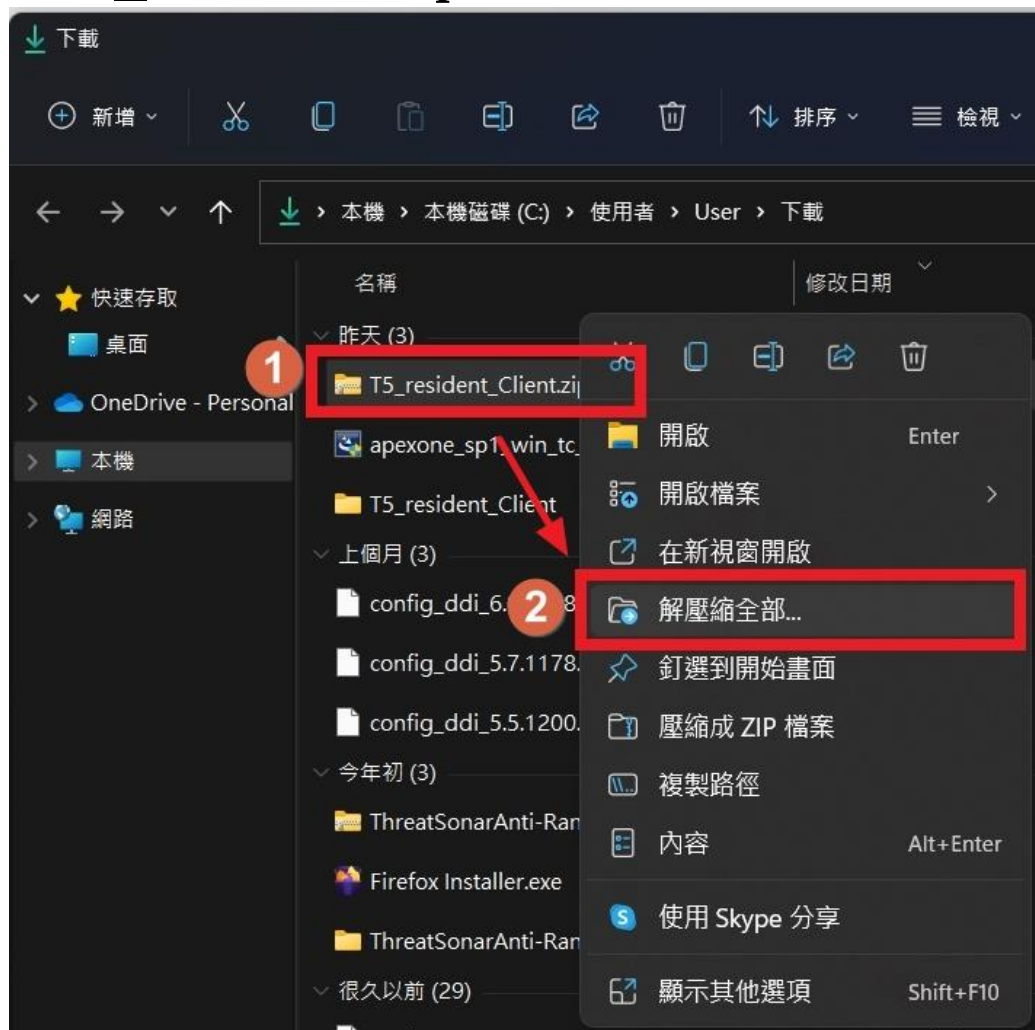 下載
新增 排序 檢視
本機 > 本機磁碟 (C:) > 使用者 > User > 下載
名稱 修改日期
快速存取
桌面
OneDrive - Personal
本機
網路
昨天 (3)
1
T5_resident_Client.zip
apexone_sp1_win_tc_
T5_resident_Client
上個月 (3)
config_ddi_6.
2
config_ddi_5.7.1178.
config_ddi_5.5.1200.
今年初 (3)
ThreatSonarAnti-Ran
Firefox Installer.exe
ThreatSonarAnti-Ran
很久以前 (29)
開啟 Enter
開啟檔案
在新視窗開啟
解壓縮全部...
釘選到開始畫面
壓縮成 ZIP 檔案
複製路徑
內容 Alt+Enter
使用 Skype 分享
顯示其他選項 Shift+F10